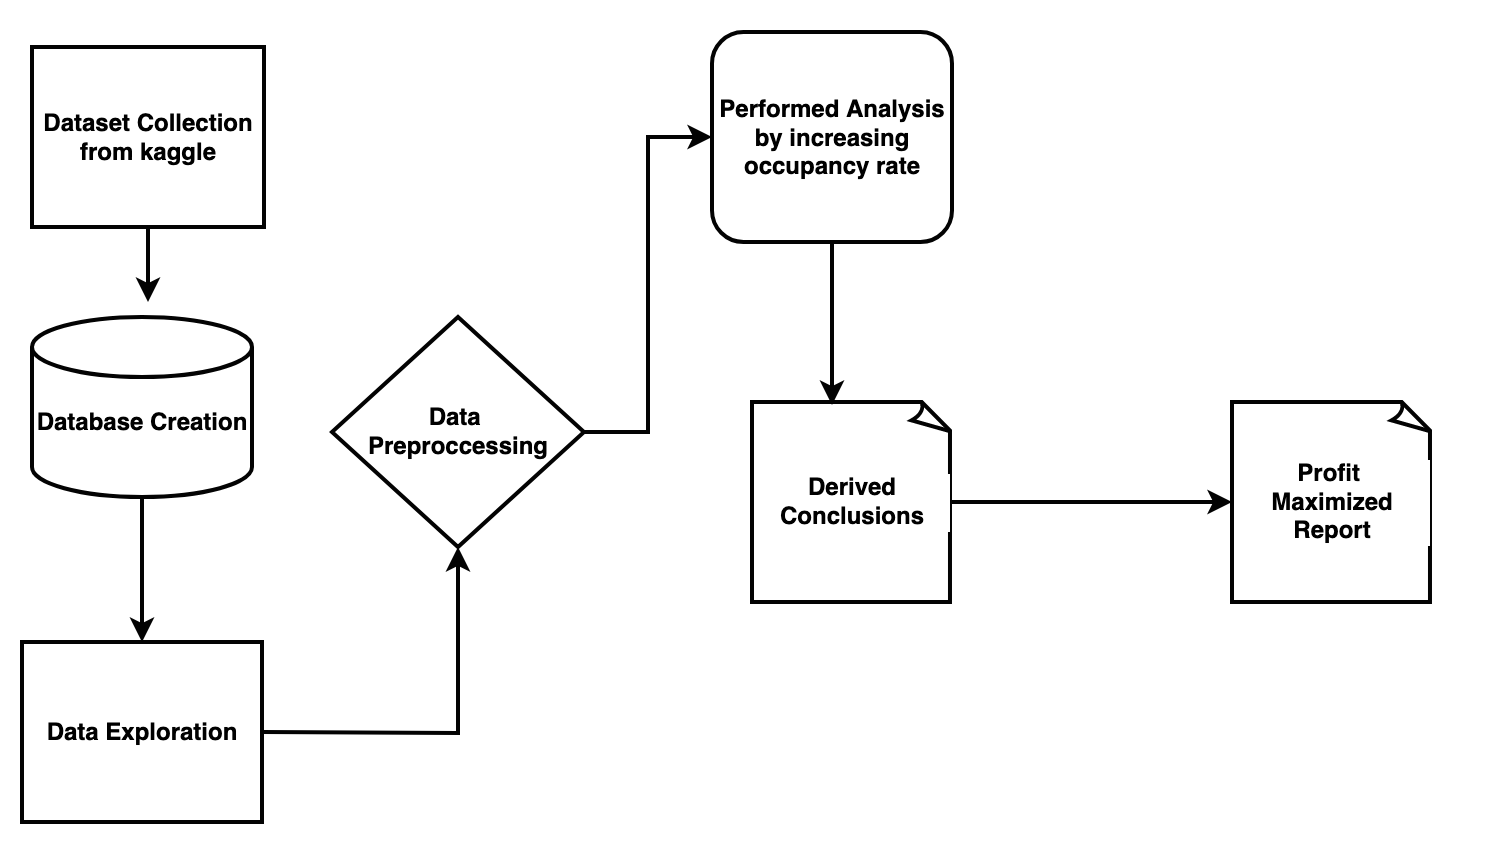 Dataset Collection
from kaggle
Database Creation
Data Exploration
Data
Preproccessing
Performed Analysis
by increasing
occupancy rate
Derived
Conclusions
Profit
Maximized
Report